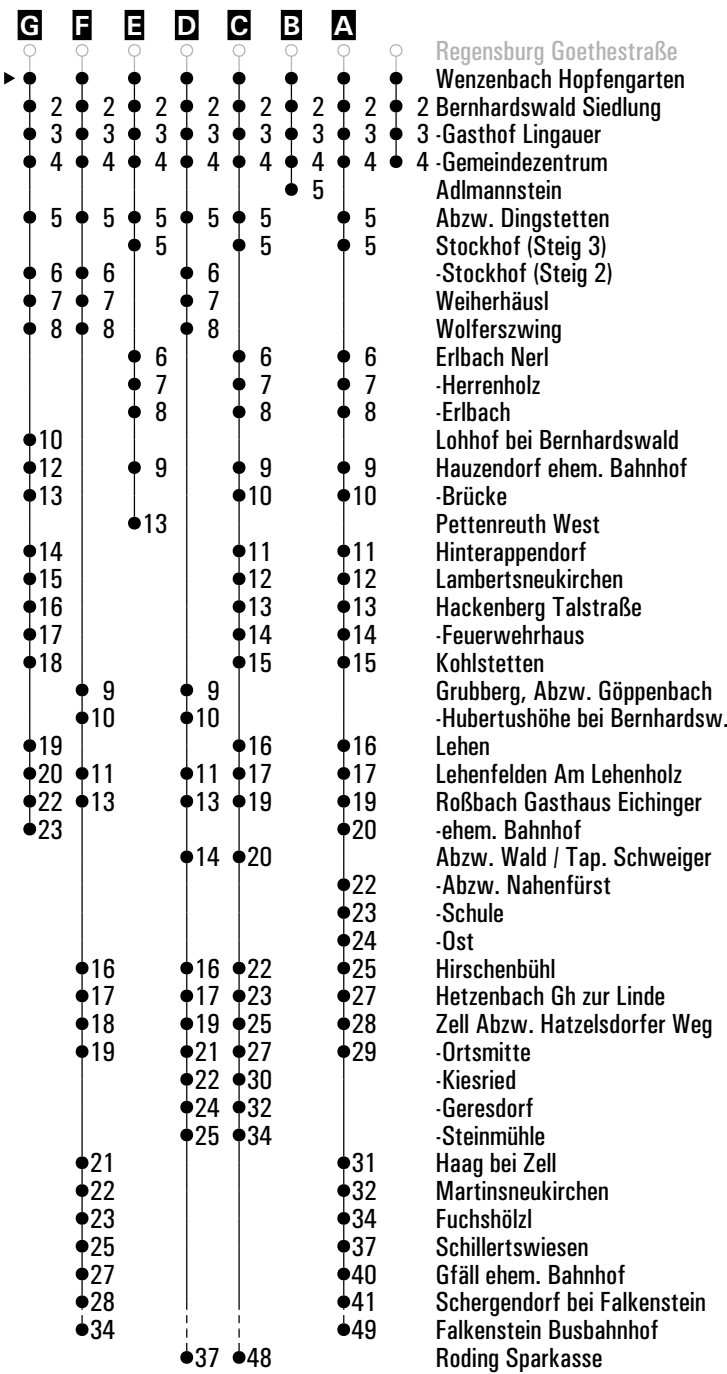 G F E D C B A
Regensburg Goethestraße
Wenzenbach Hopfengarten
2 2 2 2 2 2 2 2 Bernhardswald Siedlung
3 3 3 3 3 3 3 3 -Gasthof Lingauer
4 4 4 4 4 4 4 4 -Gemeindezentrum
5 Adlmannstein
5 5 5 5 5 5 Abzw. Dingstetten
5 5 5 Stockhof (Steig 3)
6 6 6 -Stockhof (Steig 2)
7 7 7 Weiherhäusl
8 8 8 Wolferszwing
6 6 6 Erlbach Nerl
7 7 7 -Herrenholz
8 8 8 -Erlbach
10 Lohhof bei Bernhardswald
12 9 9 9 Hauzendorf ehem. Bahnhof
13 10 10 -Brücke
13 Pettenreuth West
14 11 11 Hinterappendorf
15 12 12 Lambertsneukirchen
16 13 13 Hackenberg Talstraße
17 14 14 -Feuerwehrhaus
18 15 15 Kohlstetten
9 9 Grubberg, Abzw. Göppenbach
10 10 -Hubertushöhe bei Bernhardsw.
19 16 16 Lehen
20 11 11 17 17 Lehenfelden Am Lehenholz
22 13 13 19 19 Roßbach Gasthaus Eichinger
23 20 -ehem. Bahnhof
14 20 Abzw. Wald / Tap. Schweiger
22 -Abzw. Nahenfürst
23 -Schule
24 -Ost
16 16 22 25 Hirschenbühl
17 17 23 27 Hetzenbach Gh zur Linde
18 19 25 28 Zell Abzw. Hatzelsdorfer Weg
19 21 27 29 -Ortsmitte
22 30 -Kiesried
24 32 -Geresdorf
25 34 -Steinmühle
21 31 Haag bei Zell
22 32 Martinsneukirchen
23 34 Fuchshölzl
25 37 Schillertswiesen
27 40 Gfäll ehem. Bahnhof
28 41 Schergendorf bei Falkenstein
34 49 Falkenstein Busbahnhof
37 48 Roding Sparkasse